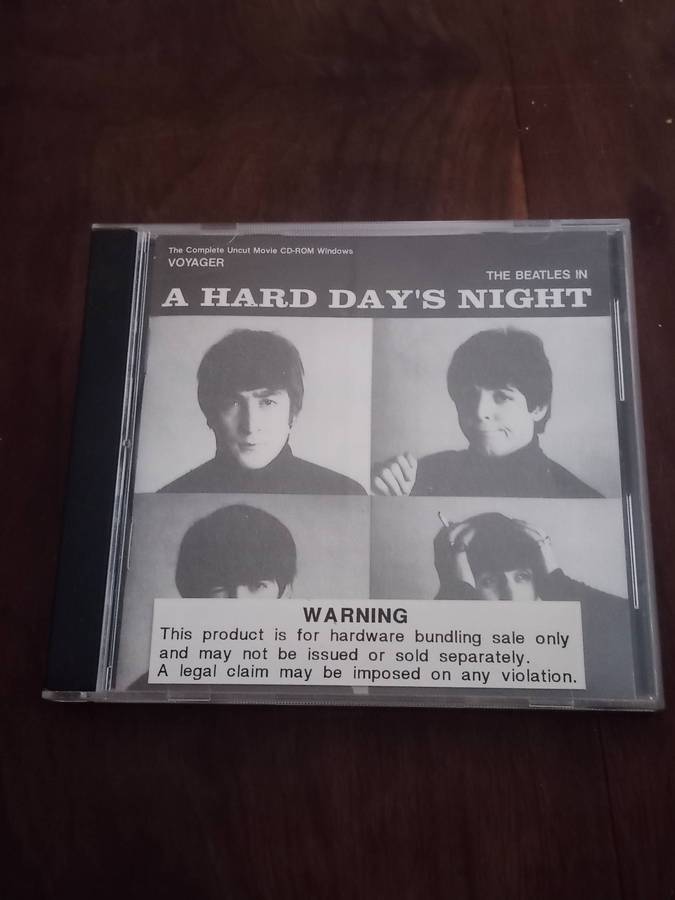 The Complete Uncut Movie CD-ROM Windows
VOYAGER
THE BEATLES IN
A HARD DAY'S NIGHT
WARNING
This product is for hardware bundling sale only
and may not be issued or sold separately.
A legal claim may be imposed on any violation.